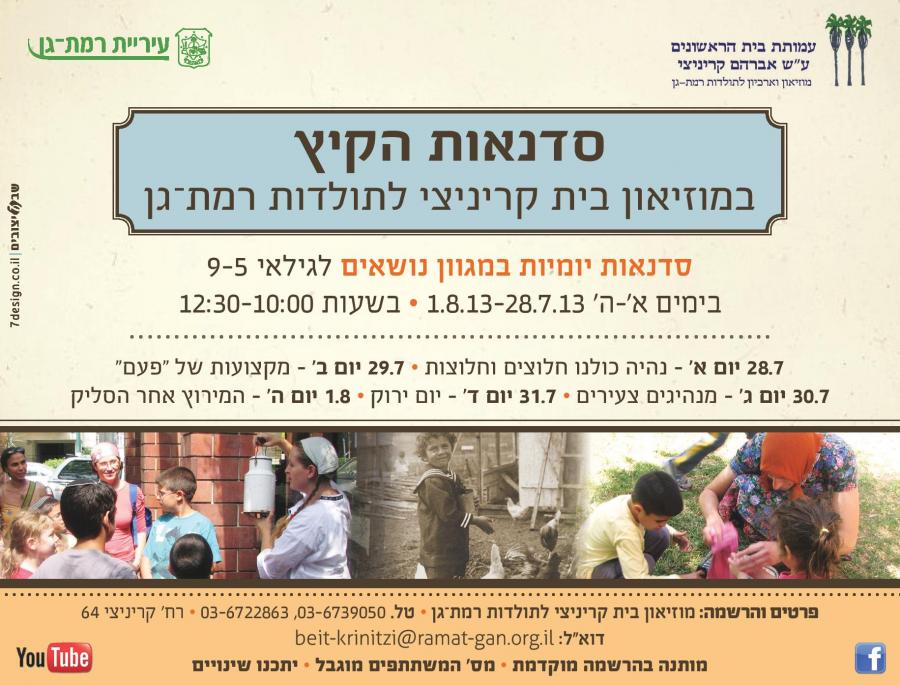 עמותת בית הראשונים
ע"ש אברהם קריניצי
מוזיאון וארכיון לתולדות רמת-גן
עיריית רמת-גן
סדנאות הקיץ
במוזיאון בית קריניצי לתולדות רמת-גן
סדנאות יומיות במגוון נושאים לגילאי 9-5
בימים א'-ה' 1.8.13-28.7.13 • בשעות 12:30-10:00
28.7 יום א' - נהיה כולנו חלוצים וחלוצות • 29.7 יום ב' - מקצועות של "פעם"
30.7 יום ג' - מנהיגים צעירים • 31.7 יום ד' - יום ירוק • 1.8 יום ה' - המירוץ אחר הסליק
7design.co.il
פרטים והרשמה: מוזיאון בית קריניצי לתולדות רמת-גן • טל. 03-6739050, 03-6722863 • רח' קריניצי 64
דוא"ל: beit-krinitzi@ramat-gan.org.il
מותנה בהרשמה מוקדמת • מס' המשתתפים מוגבל • יתכנו שינויים
You Tube
f